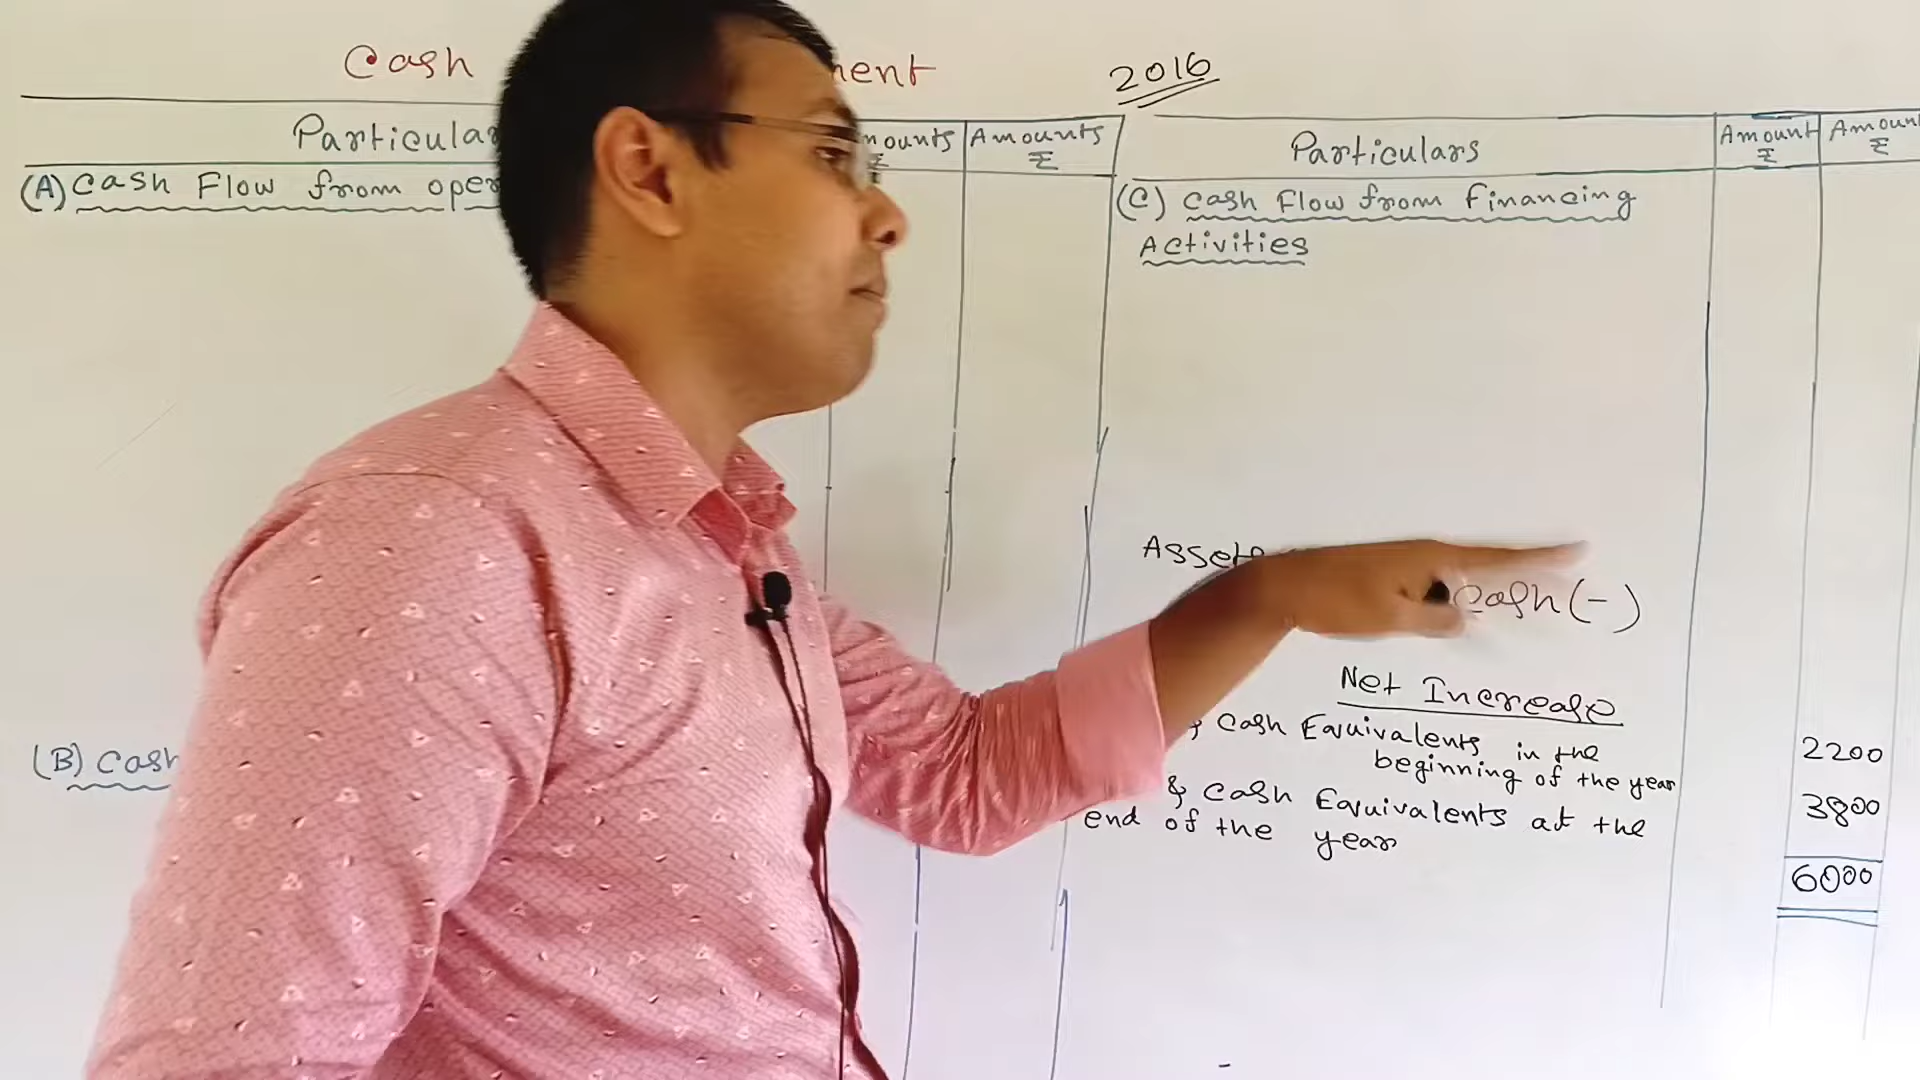 Cash ment 2016
Particular mounts Amounts
₹ ₹
(A) Cash Flow from oper
(B) Cash
Particulars Amount Amoun
₹ ₹
(C) Cash Flow from Financing
Activities
Assets
Cash (-)
Net Increase
& Cash Equivalents in the
beginning of the year 2200
& Cash Equivalents at the 3800
end of the year
6000